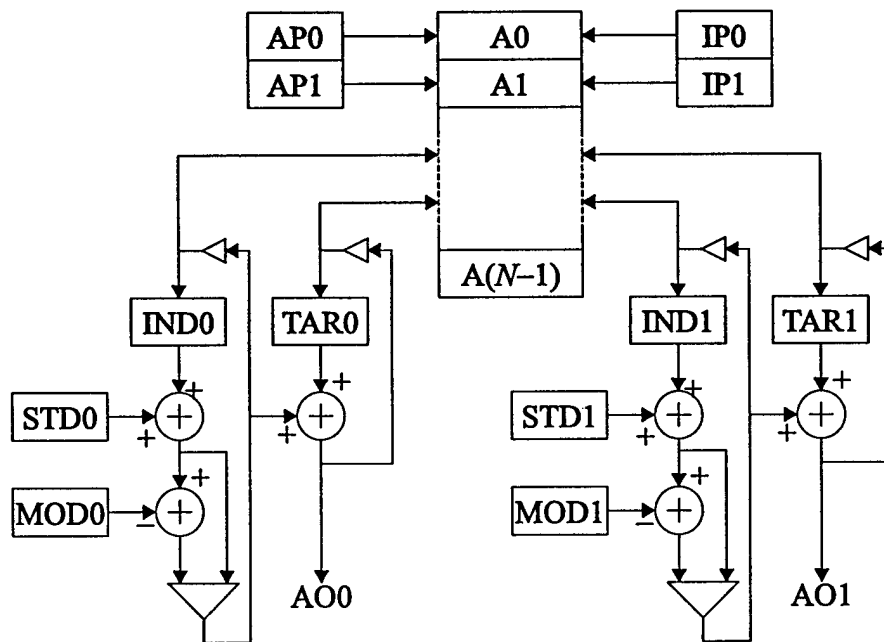 AP0 A0 IP0
AP1 A1 IP1
A(N−1)
IND0 TAR0 IND1 TAR1
+ + + +
STD0 + + STD1 + +
+ + + +
+ +
MOD0 + MOD1 +
− −
AO0 AO1